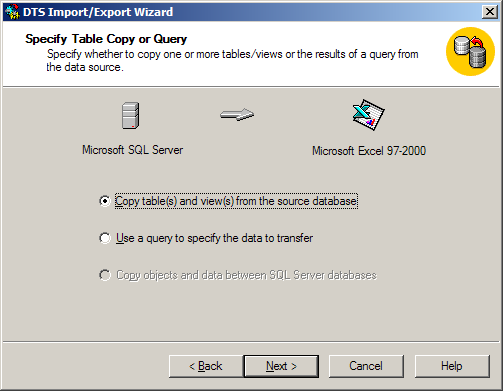 DTS Import/Export Wizard
Specify Table Copy or Query
Specify whether to copy one or more tables/views or the results of a query from
the data source.
Microsoft SQL Server
Microsoft Excel 97-2000
Copy table(s) and view(s) from the source database
Use a query to specify the data to transfer
Copy objects and data between SQL Server databases
< Back
Next >
Cancel
Help